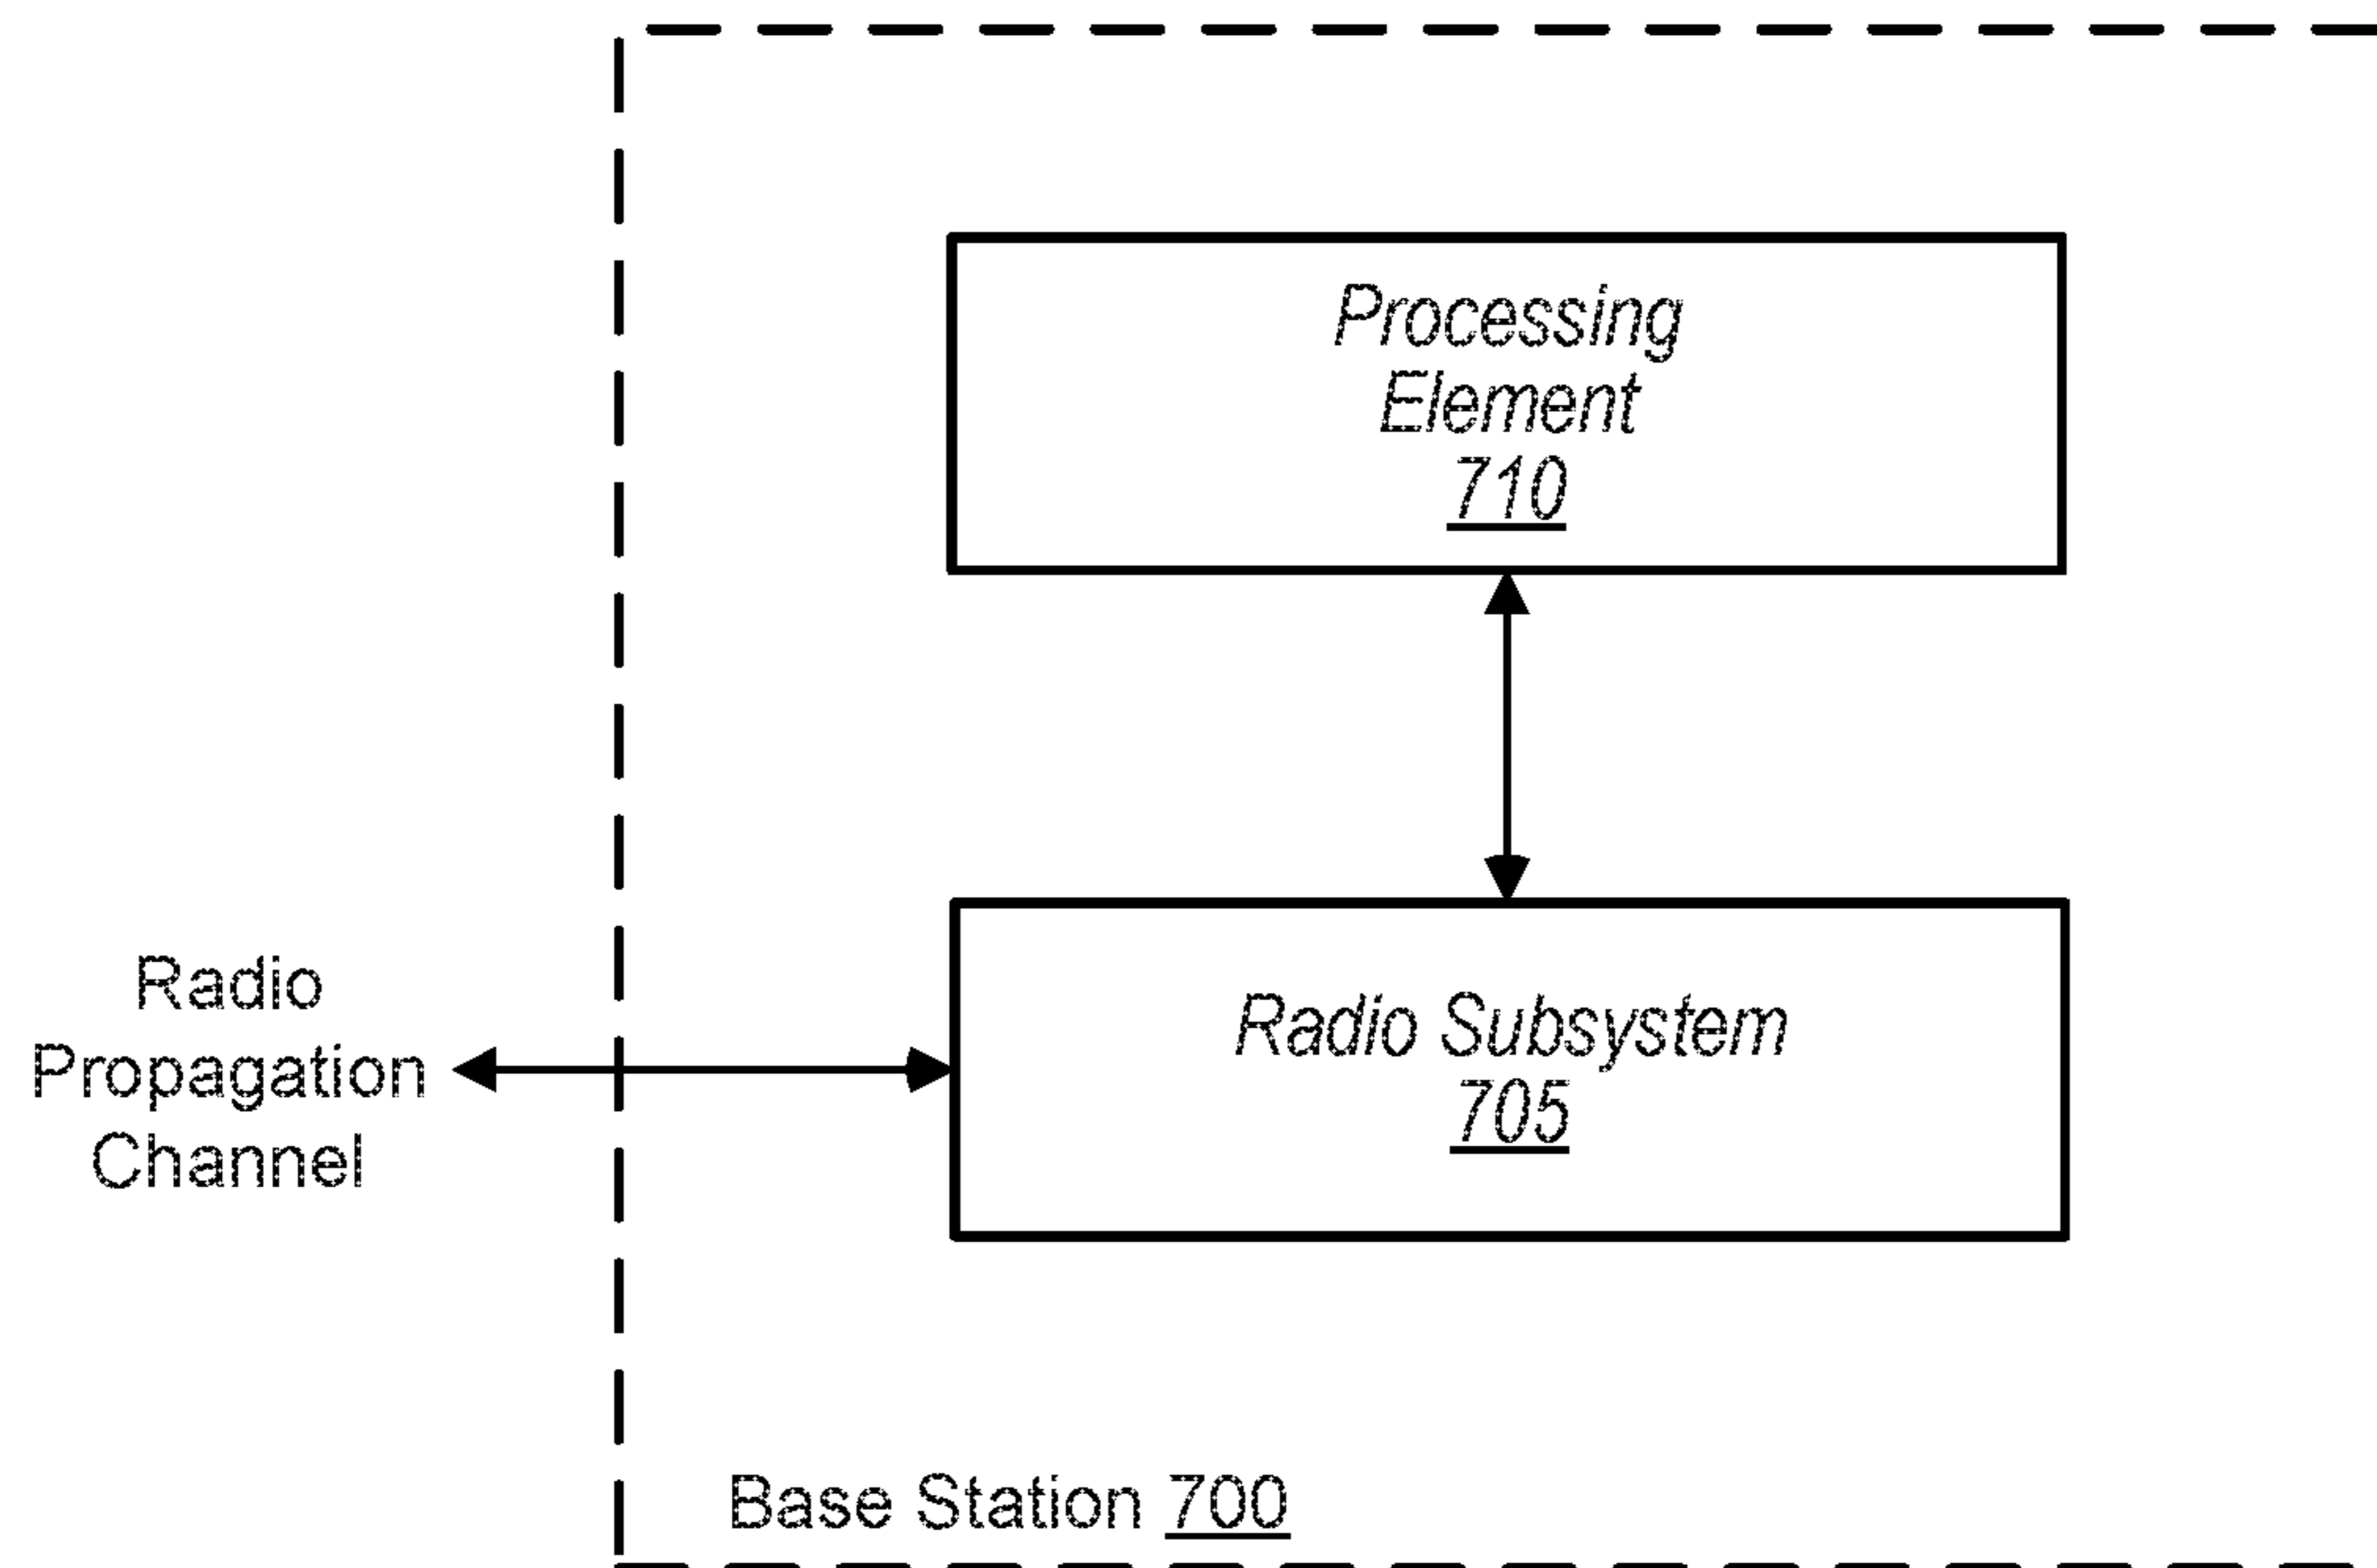 Processing
Element
710
Radio
Propagation
Channel
Radio Subsystem
705
Base Station 700